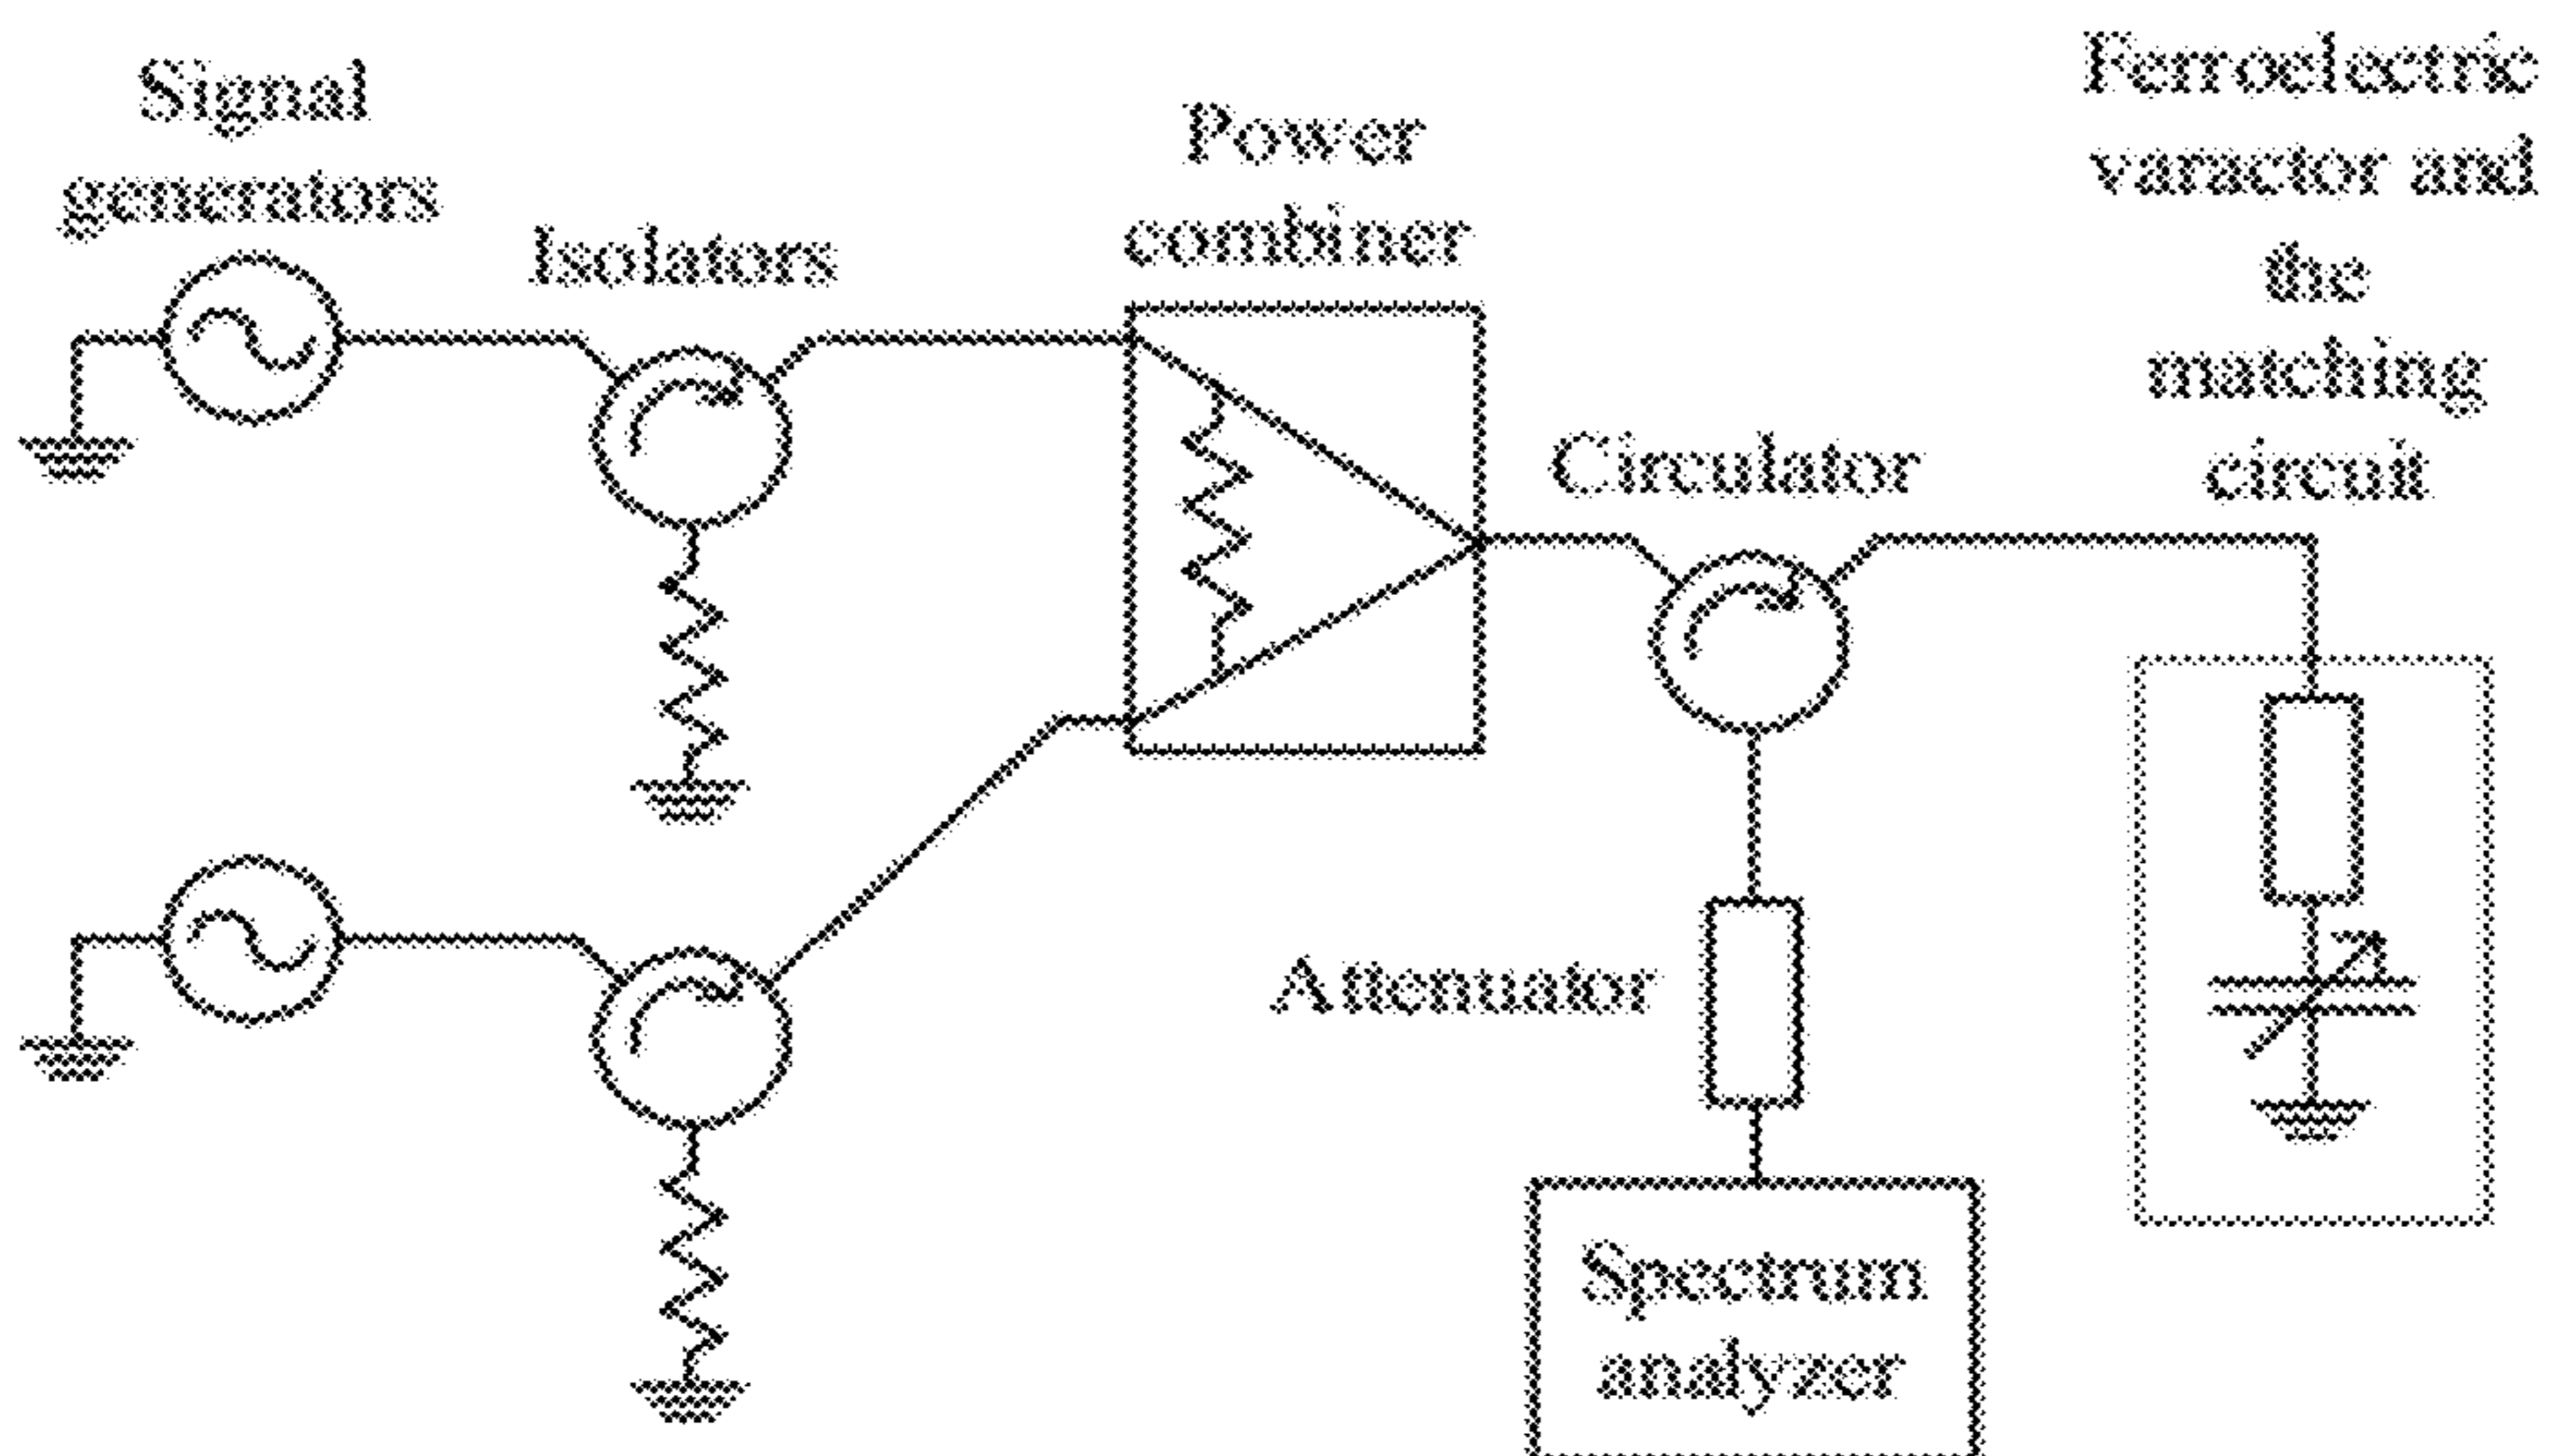 Signal
generators
Isolators
Power
combiner
Circulator
Ferroelectric
varactor and
the
matching
circuit
Attenuator
Spectrum
analyzer